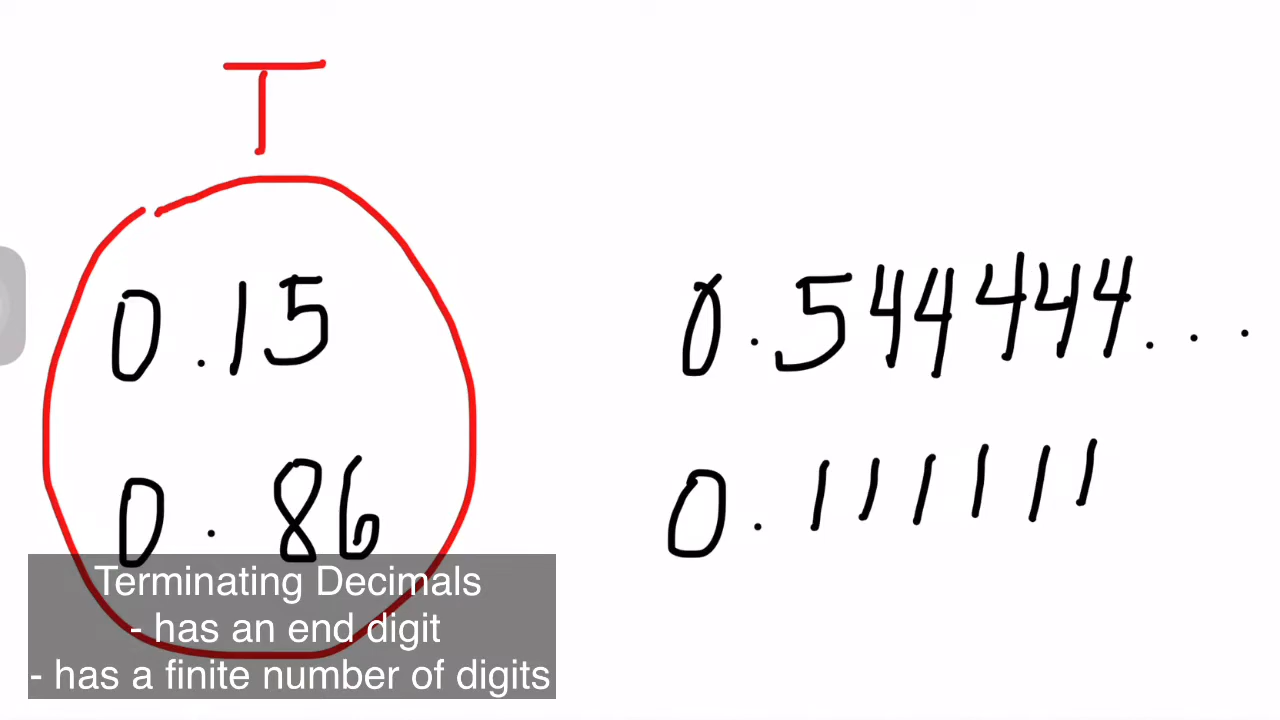 T
0.15
0.86
0.544444...
0.111111
Terminating Decimals
- has an end digit
- has a finite number of digits